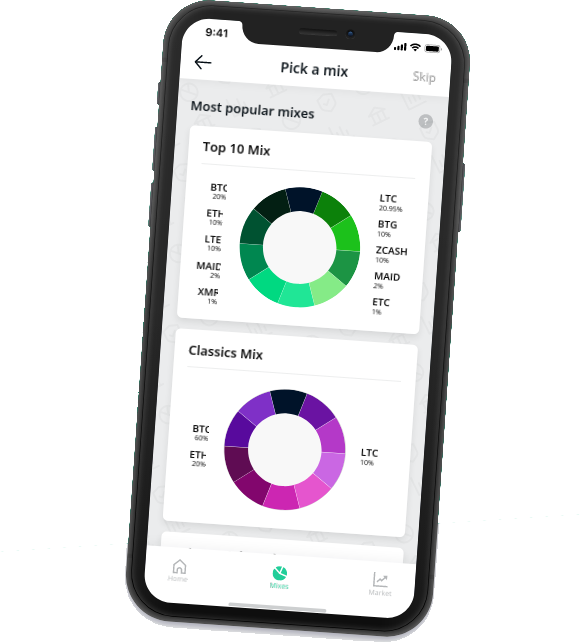 9:41
Pick a mix
Skip
Most popular mixes
?
Top 10 Mix
BTC
20%
ETH
10%
LTE
10%
MAID
2%
XMR
1%
LTC
20.95%
BTG
10%
ZCASH
10%
MAID
2%
ETC
1%
Classics Mix
BTC
60%
ETH
20%
LTC
10%
Home
Mixes
Market